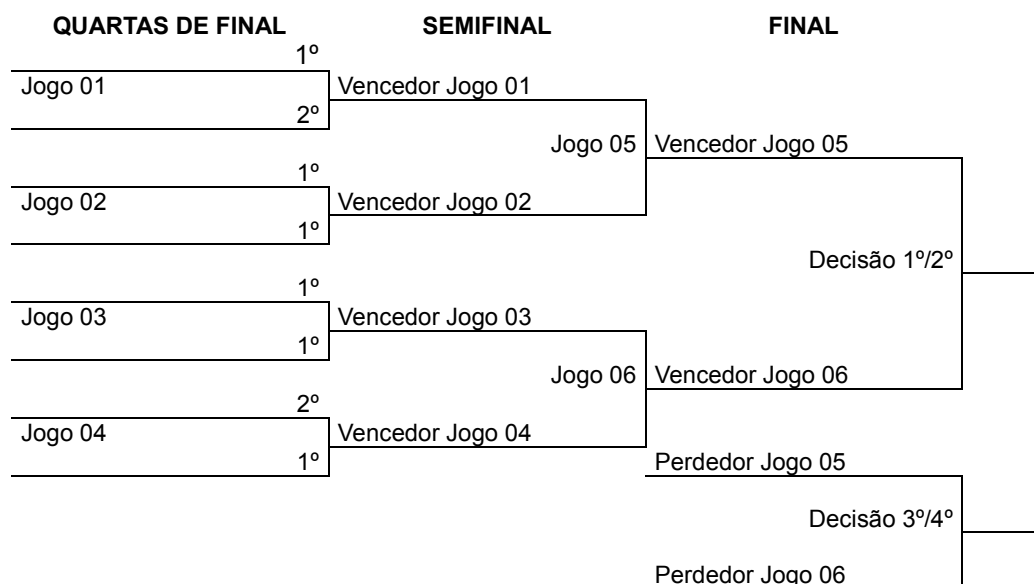 QUARTAS DE FINAL SEMIFINAL FINAL
1º
Jogo 01 Vencedor Jogo 01
2º
Jogo 05 Vencedor Jogo 05
1º
Jogo 02 Vencedor Jogo 02
1º
Decisão 1º/2º
1º
Jogo 03 Vencedor Jogo 03
1º
Jogo 06 Vencedor Jogo 06
2º
Jogo 04 Vencedor Jogo 04
1º
Perdedor Jogo 05
Decisão 3º/4º
Perdedor Jogo 06